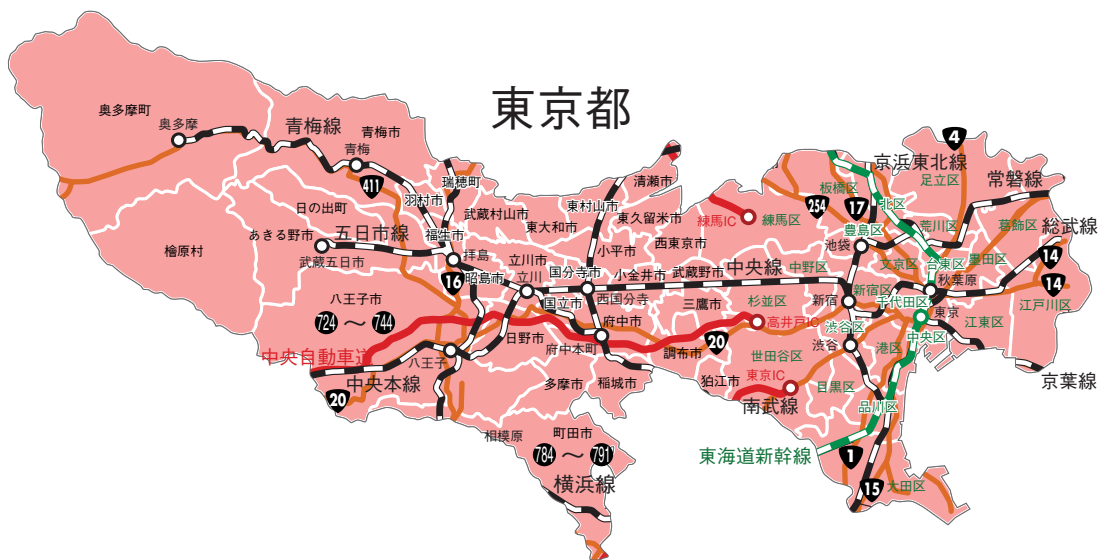 東京都
奥多摩町
奥多摩
青梅線
青梅市
青梅
411
瑞穂町
羽村市
日の出町
檜原村
あきる野市
五日市線
武蔵五日市
福生市
拝島
16
昭島市
武蔵村山市
東大和市
立川市
立川
東村山市
清瀬市
東久留米市
小平市
西東京市
国分寺市
小金井市
武蔵野市
中央線
国立市
西国分寺
八王子市
724 ～ 744
中央自動車道
八王子
中央本線
20
日野市
府中市
府中本町
三鷹市
20
調布市
多摩市
稲城市
狛江市
南武線
相模原
町田市
784 ～ 791
横浜線
練馬IC
練馬区
板橋区
254
17
北区
京浜東北線
4
足立区
常磐線
葛飾区
総武線
14
14
荒川区
豊島区
池袋
文京区
台東区
墨田区
秋葉原
江戸川区
中野区
杉並区
高井戸IC
新宿区
新宿
千代田区
東京
江東区
中央区
渋谷区
渋谷
港区
世田谷区
東京IC
目黒区
品川区
京葉線
東海道新幹線
1
15
大田区